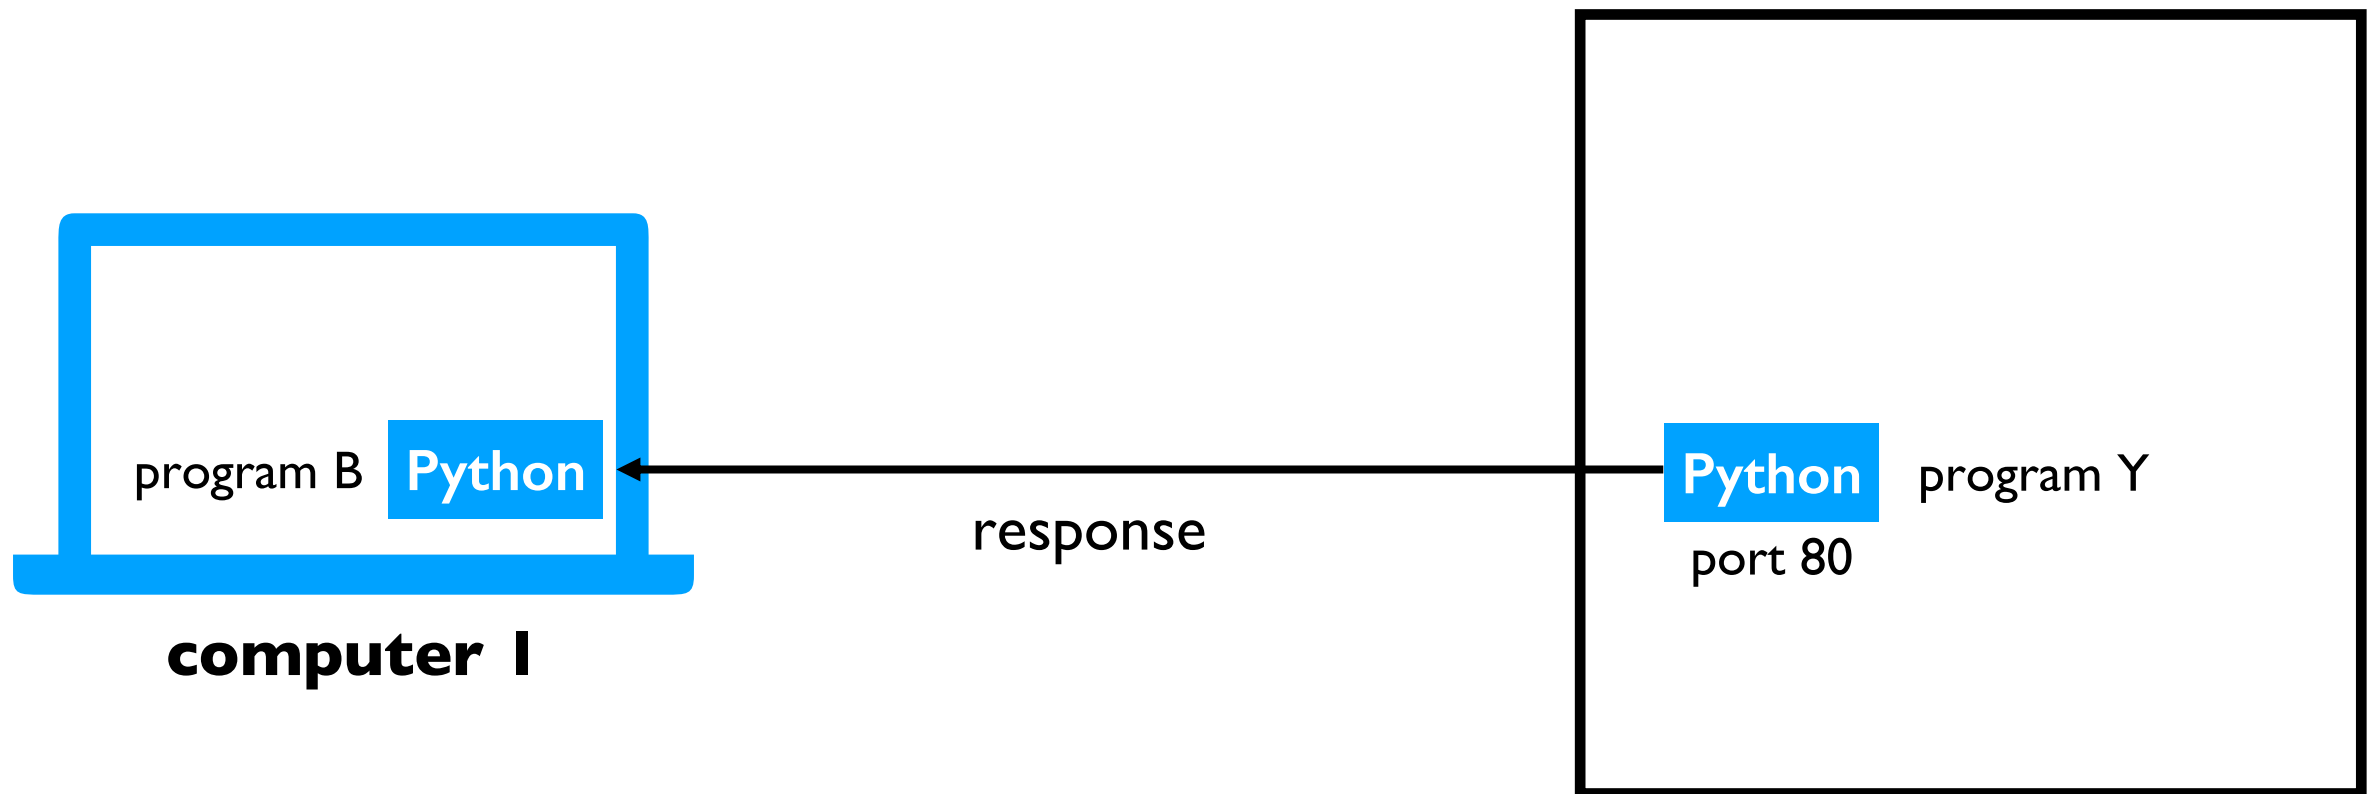 program B
Python
response
Python
program Y
port 80
computer 1